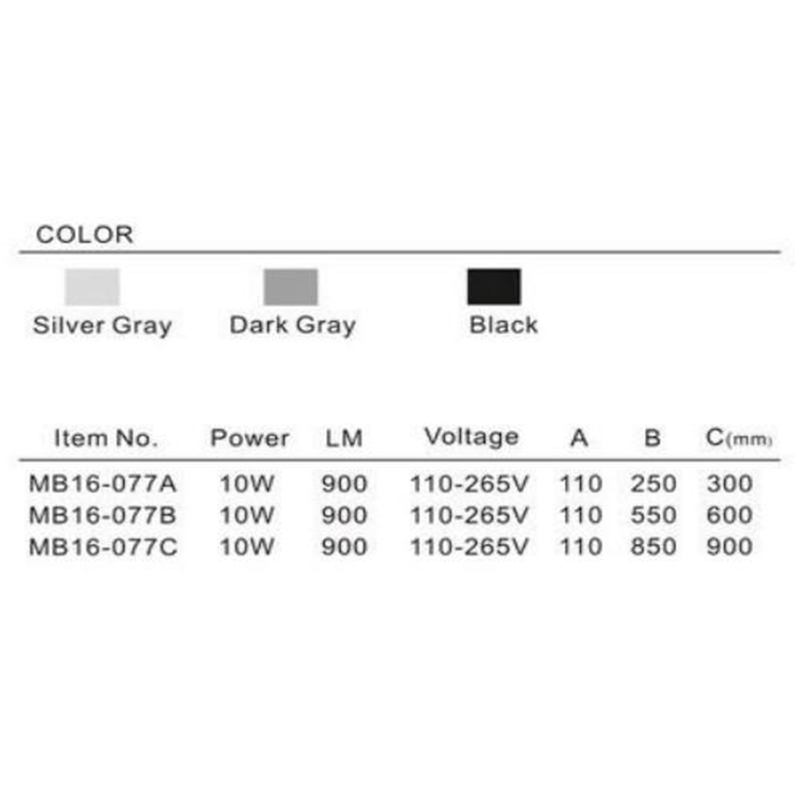 COLOR
Silver Gray Dark Gray Black
Item No. Power LM Voltage A B C(mm)
MB16-077A 10W 900 110-265V 110 250 300
MB16-077B 10W 900 110-265V 110 550 600
MB16-077C 10W 900 110-265V 110 850 900